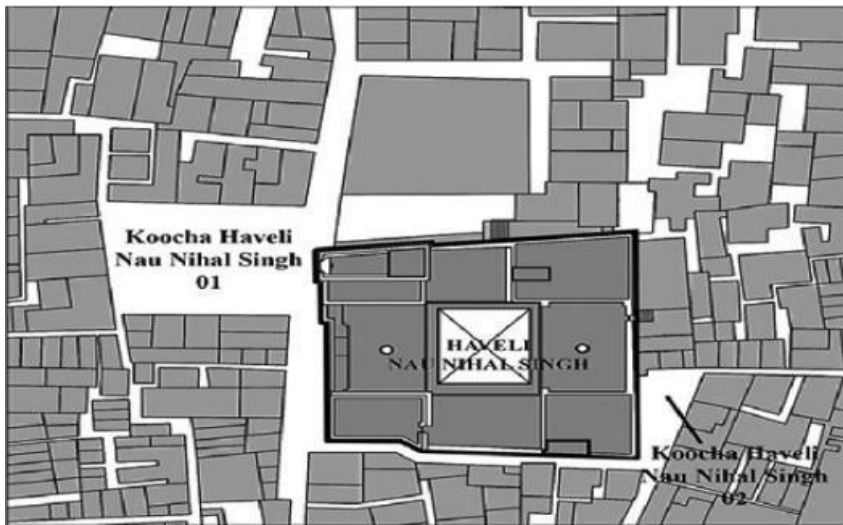 Koocha Haveli
Nau Nihal Singh
01
HAVELI
NAU NIHAL SINGH
Koocha Haveli
Nau Nihal Singh
02